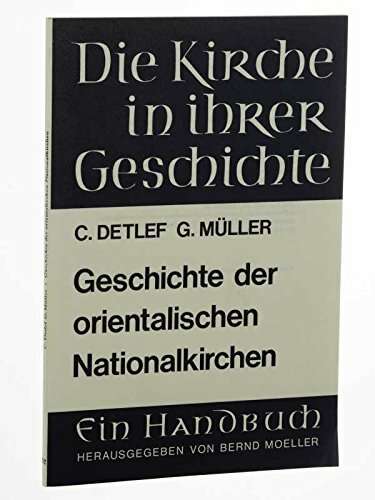 Die Kirche
in ihrer
Geschichte
C. DETLEF G. MÜLLER
Geschichte der
orientalischen
Nationalkirchen
Ein Handbuch
HERAUSGEGEBEN VON BERND MOELLER